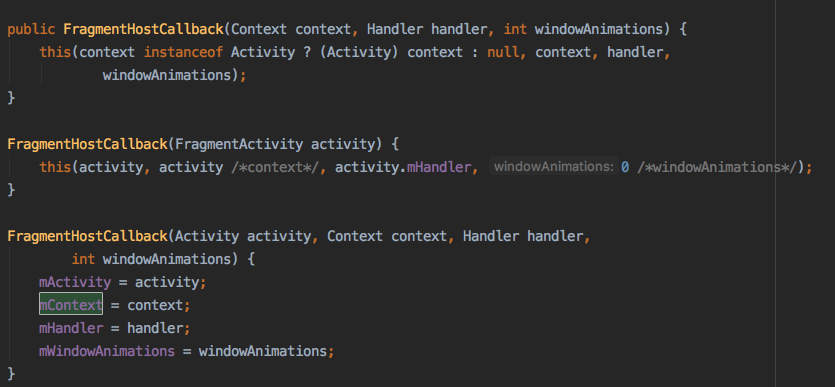 public FragmentHostCallback(Context context, Handler handler, int windowAnimations) {
    this(context instanceof Activity ? (Activity) context : null, context, handler,
            windowAnimations);
}

FragmentHostCallback(FragmentActivity activity) {
    this(activity, activity /*context*/, activity.mHandler, windowAnimations: 0 /*windowAnimations*/);
}

FragmentHostCallback(Activity activity, Context context, Handler handler,
        int windowAnimations) {
    mActivity = activity;
    mContext = context;
    mHandler = handler;
    mWindowAnimations = windowAnimations;
}